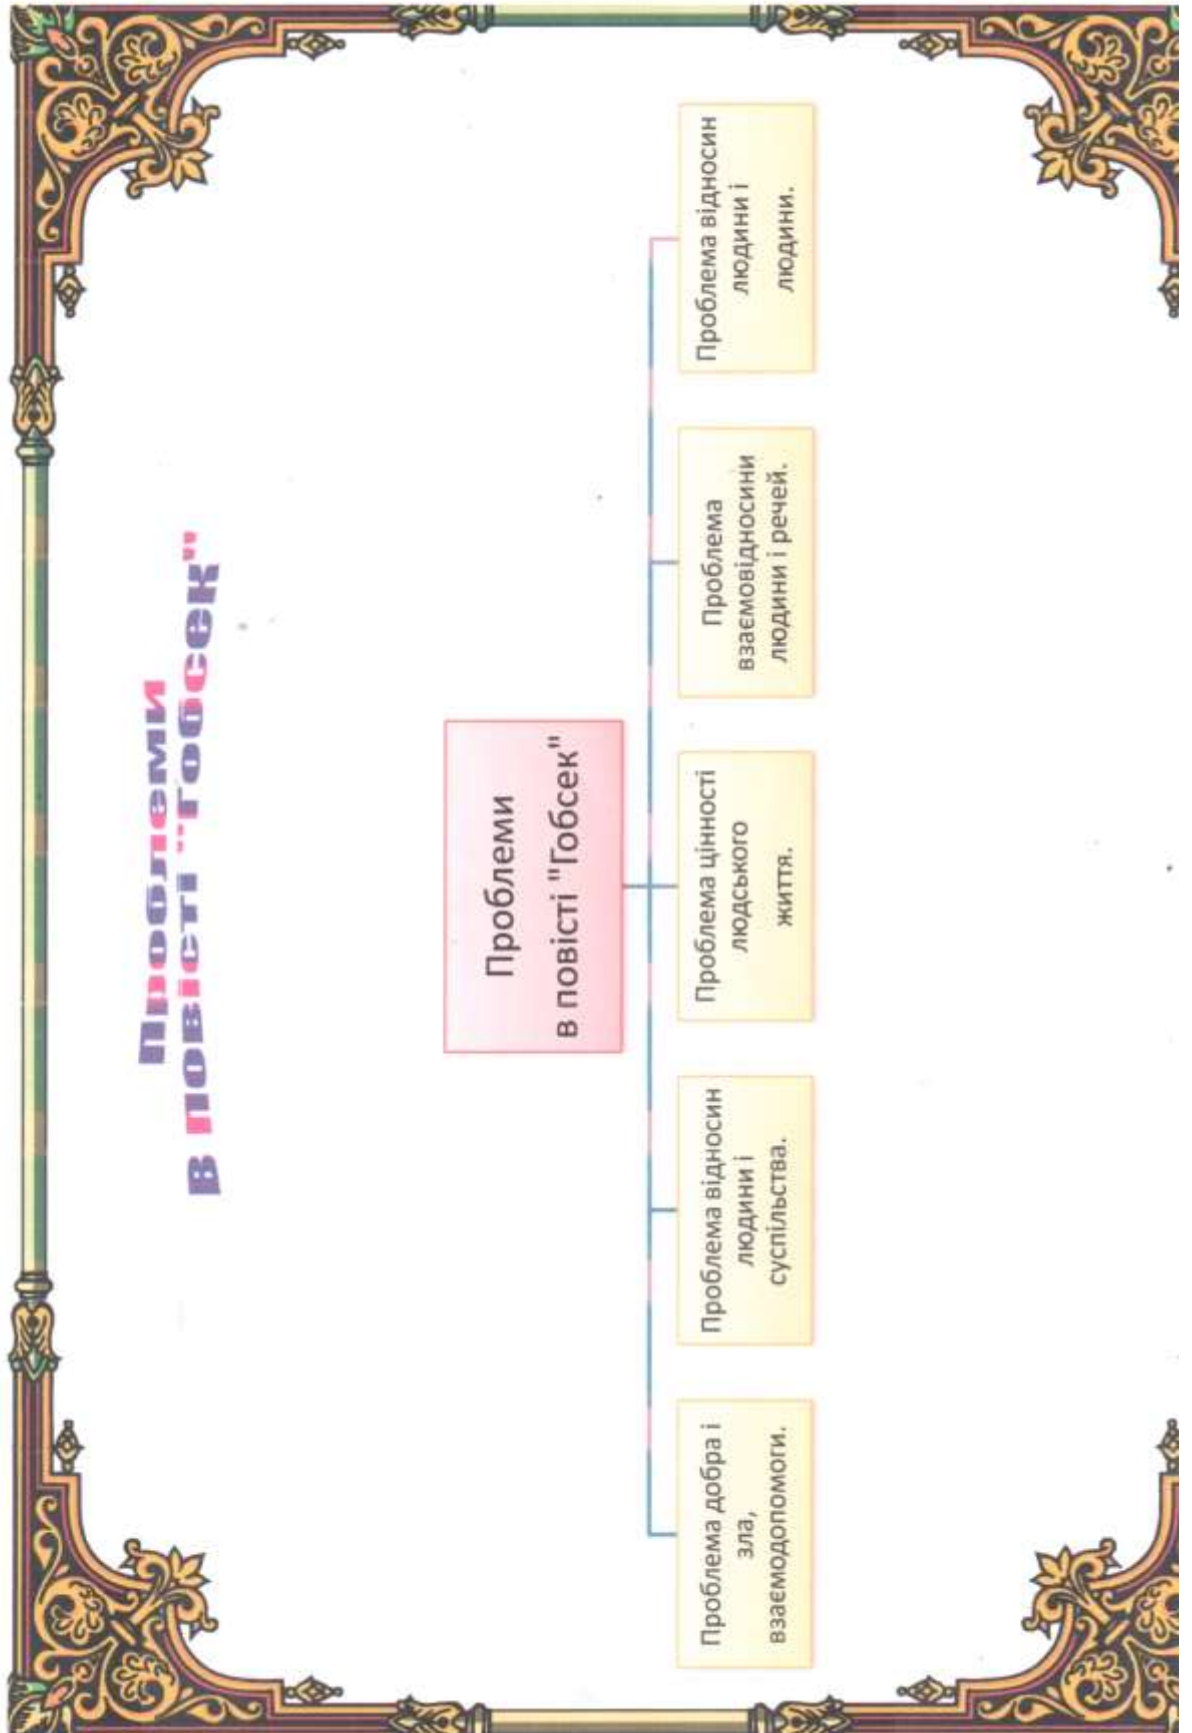 Проблеми
в повісті "Гобсек"
Проблеми
в повісті "Гобсек"
Проблема добра і
зла,
взаємодопомоги.
Проблема відносин
людини і
суспільства.
Проблема цінності
людського
життя.
Проблема
взаємовідносини
людини і речей.
Проблема відносин
людини і
людини.